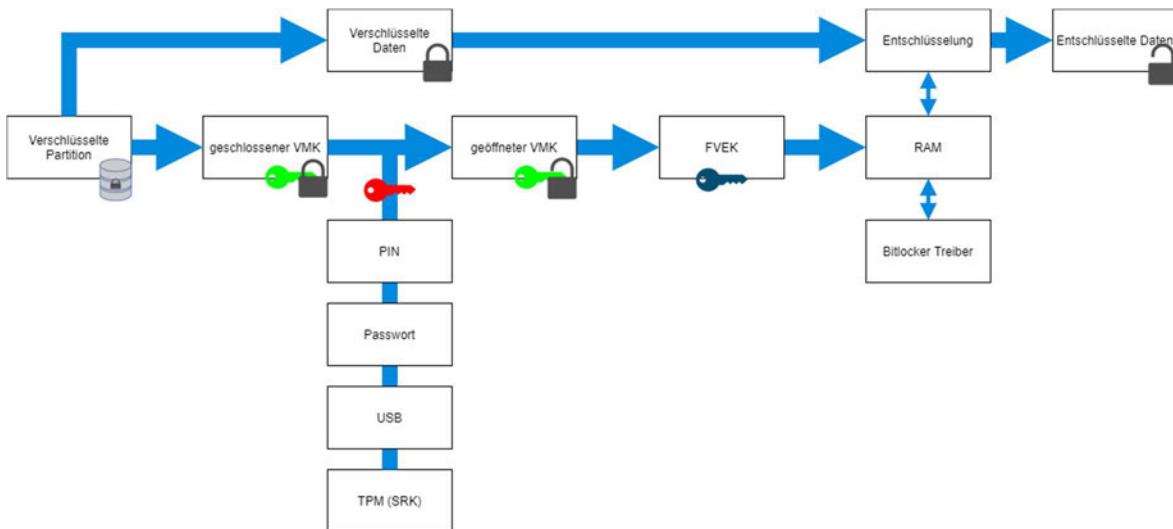 Verschlüsselte
Daten
Entschlüsselung
Entschlüsselte Daten
Verschlüsselte
Partition
geschlossener VMK
geöffneter VMK
FVEK
RAM
PIN
Bitlocker Treiber
Passwort
USB
TPM (SRK)